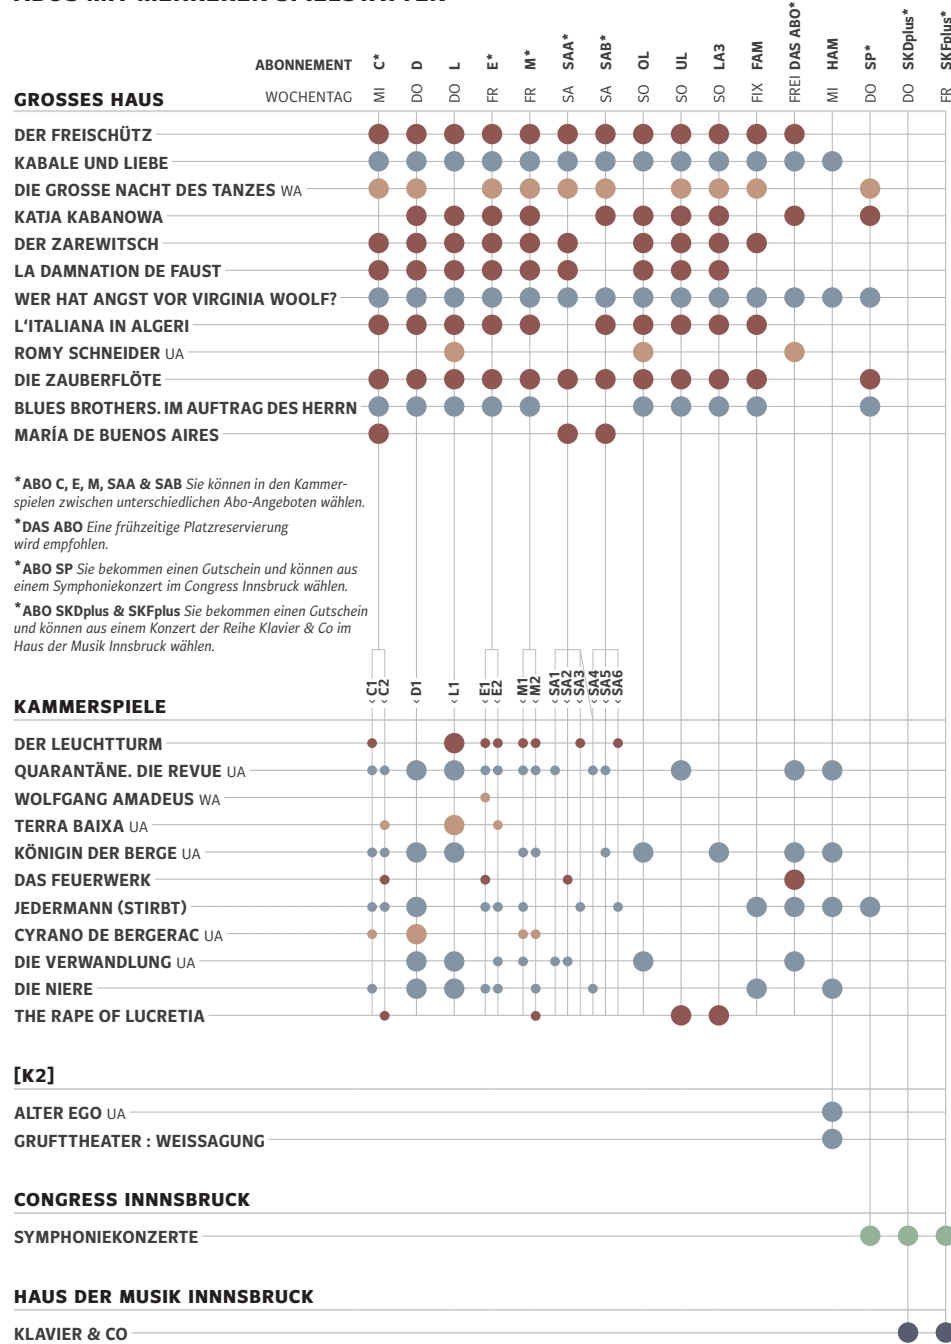 ABOS MIT MEHREREN SPIELSTÄTTEN
ABONNEMENT C* D L E* M* SAA* SAB* OL UL LA3 FAM DAS ABO* HAM SP* SKDplus* SKFplus*
GROSSES HAUS WOCHENTAG MI DO DO FR FR SA SA SO SO SO FIX FREI MI DO DO FR
DER FREISCHÜTZ
KABALE UND LIEBE
DIE GROSSE NACHT DES TANZES WA
KATJA KABANOWA
DER ZAREWITSCH
LA DAMNATION DE FAUST
WER HAT ANGST VOR VIRGINIA WOOLF?
L'ITALIANA IN ALGERI
ROMY SCHNEIDER UA
DIE ZAUBERFLÖTE
BLUES BROTHERS. IM AUFTRAG DES HERRN
MARÍA DE BUENOS AIRES
*ABO C, E, M, SAA & SAB Sie können in den Kammer-
spielen zwischen unterschiedlichen Abo-Angeboten wählen.
*DAS ABO Eine frühzeitige Platzreservierung
wird empfohlen.
*ABO SP Sie bekommen einen Gutschein und können aus
einem Symphoniekonzert im Congress Innsbruck wählen.
*ABO SKDplus & SKFplus Sie bekommen einen Gutschein
und können aus einem Konzert der Reihe Klavier & Co im
Haus der Musik Innsbruck wählen.
KAMMERSPIELE ‹ C1 ‹ C2 ‹ D1 ‹ L1 ‹ E1 ‹ E2 ‹ M1 ‹ M2 ‹ SA1 ‹ SA2 ‹ SA3 ‹ SA4 ‹ SA5 ‹ SA6
DER LEUCHTTURM
QUARANTÄNE. DIE REVUE UA
WOLFGANG AMADEUS WA
TERRA BAIXA UA
KÖNIGIN DER BERGE UA
DAS FEUERWERK
JEDERMANN (STIRBT)
CYRANO DE BERGERAC UA
DIE VERWANDLUNG UA
DIE NIERE
THE RAPE OF LUCRETIA
[K2]
ALTER EGO UA
GRUFTTHEATER : WEISSAGUNG
CONGRESS INNNSBRUCK
SYMPHONIEKONZERTE
HAUS DER MUSIK INNNSBRUCK
KLAVIER & CO